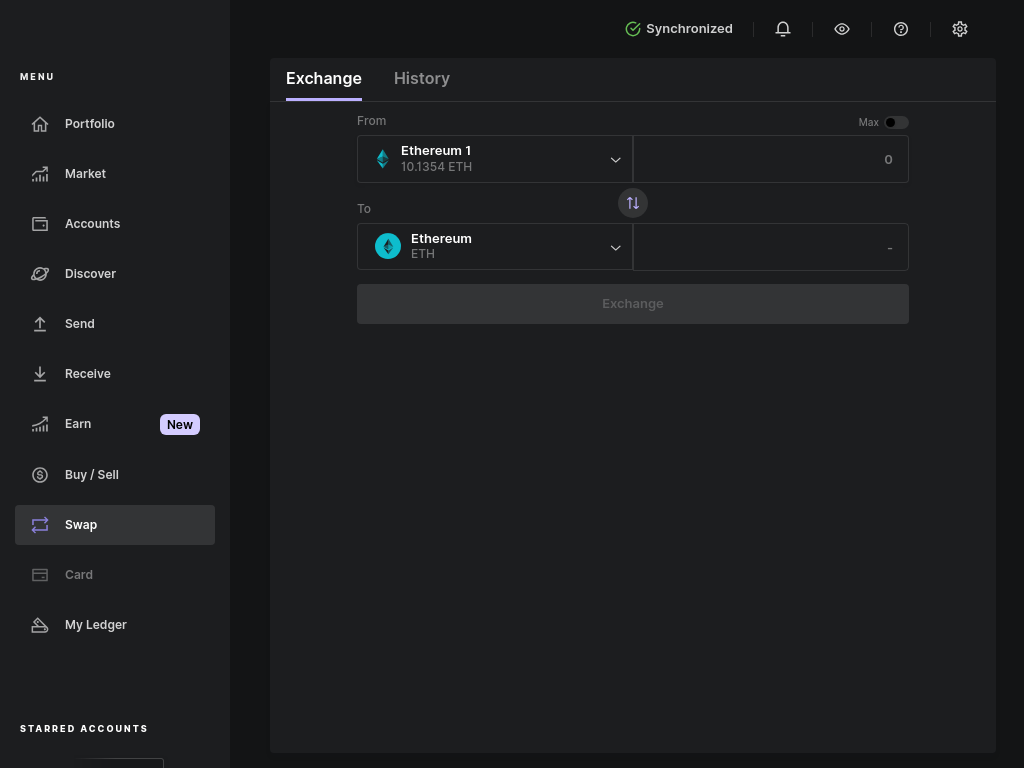 Synchronized
MENU
Portfolio
Market
Accounts
Discover
Send
Receive
Earn New
Buy / Sell
Swap
Card
My Ledger
STARRED ACCOUNTS
Exchange History
From Max
Ethereum 1
10.1354 ETH
0
To
Ethereum
ETH
-
Exchange